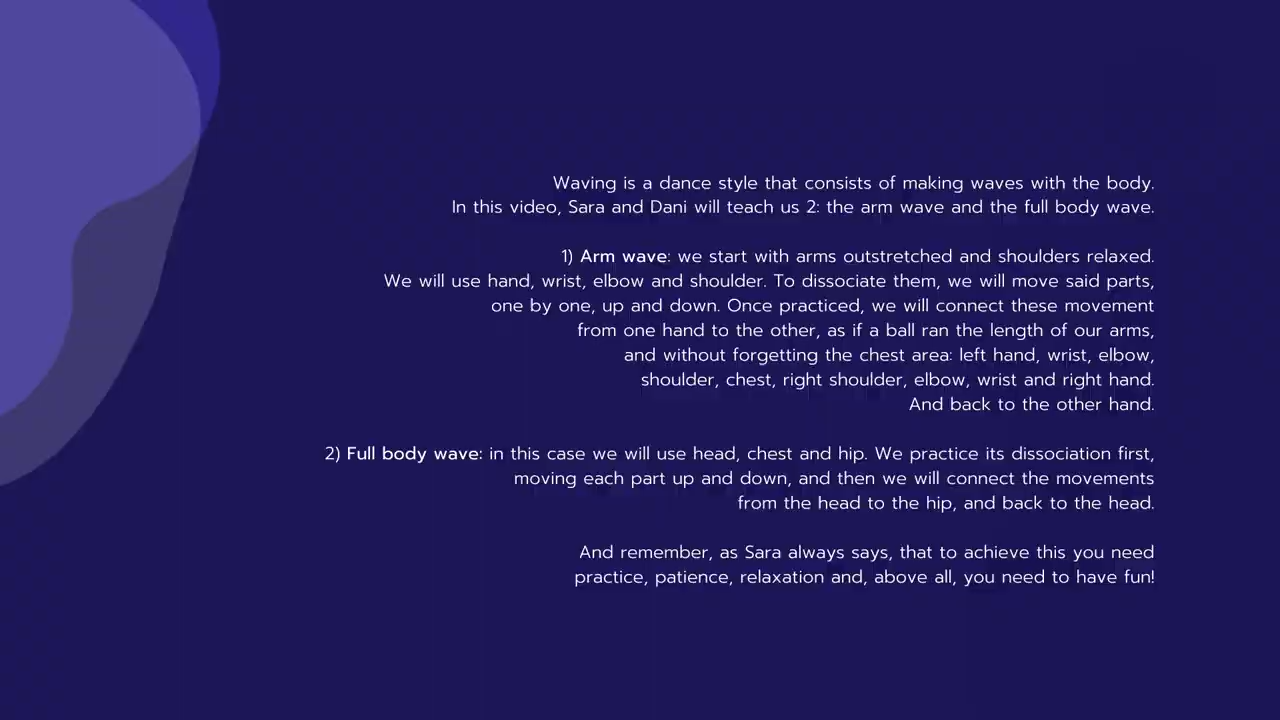 Waving is a dance style that consists of making waves with the body.
In this video, Sara and Dani will teach us 2: the arm wave and the full body wave.
1) Arm wave: we start with arms outstretched and shoulders relaxed.
We will use hand, wrist, elbow and shoulder. To dissociate them, we will move said parts,
one by one, up and down. Once practiced, we will connect these movement
from one hand to the other, as if a ball ran the length of our arms,
and without forgetting the chest area: left hand, wrist, elbow,
shoulder, chest, right shoulder, elbow, wrist and right hand.
And back to the other hand.
2) Full body wave: in this case we will use head, chest and hip. We practice its dissociation first,
moving each part up and down, and then we will connect the movements
from the head to the hip, and back to the head.
And remember, as Sara always says, that to achieve this you need
practice, patience, relaxation and, above all, you need to have fun!